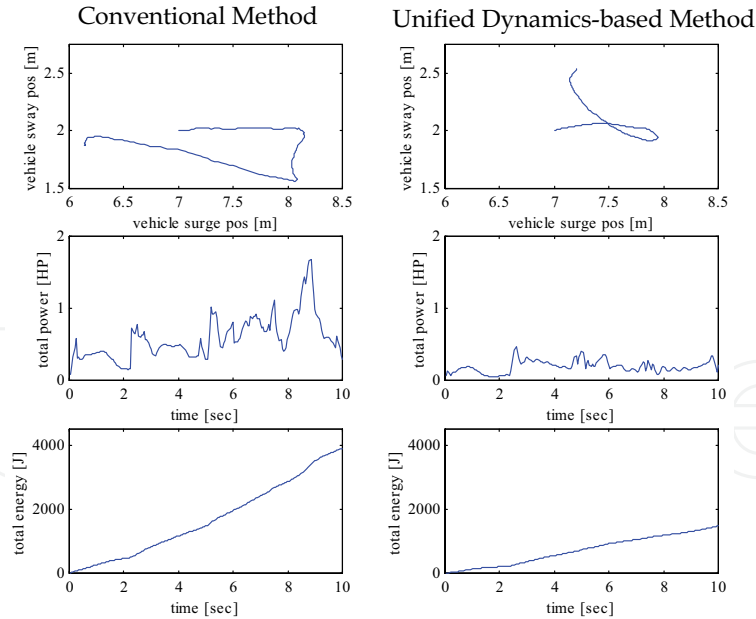 Conventional Method
Unified Dynamics-based Method
vehicle sway pos [m]
2.5
2
1.5
6 6.5 7 7.5 8 8.5
vehicle surge pos [m]
vehicle sway pos [m]
2.5
2
1.5
6 6.5 7 7.5 8 8.5
vehicle surge pos [m]
total power [HP]
2
1
0
0 2 4 6 8 10
time [sec]
total power [HP]
2
1
0
0 2 4 6 8 10
time [sec]
total energy [J]
4000
2000
0
0 2 4 6 8 10
time [sec]
total energy [J]
4000
2000
0
0 2 4 6 8 10
time [sec]